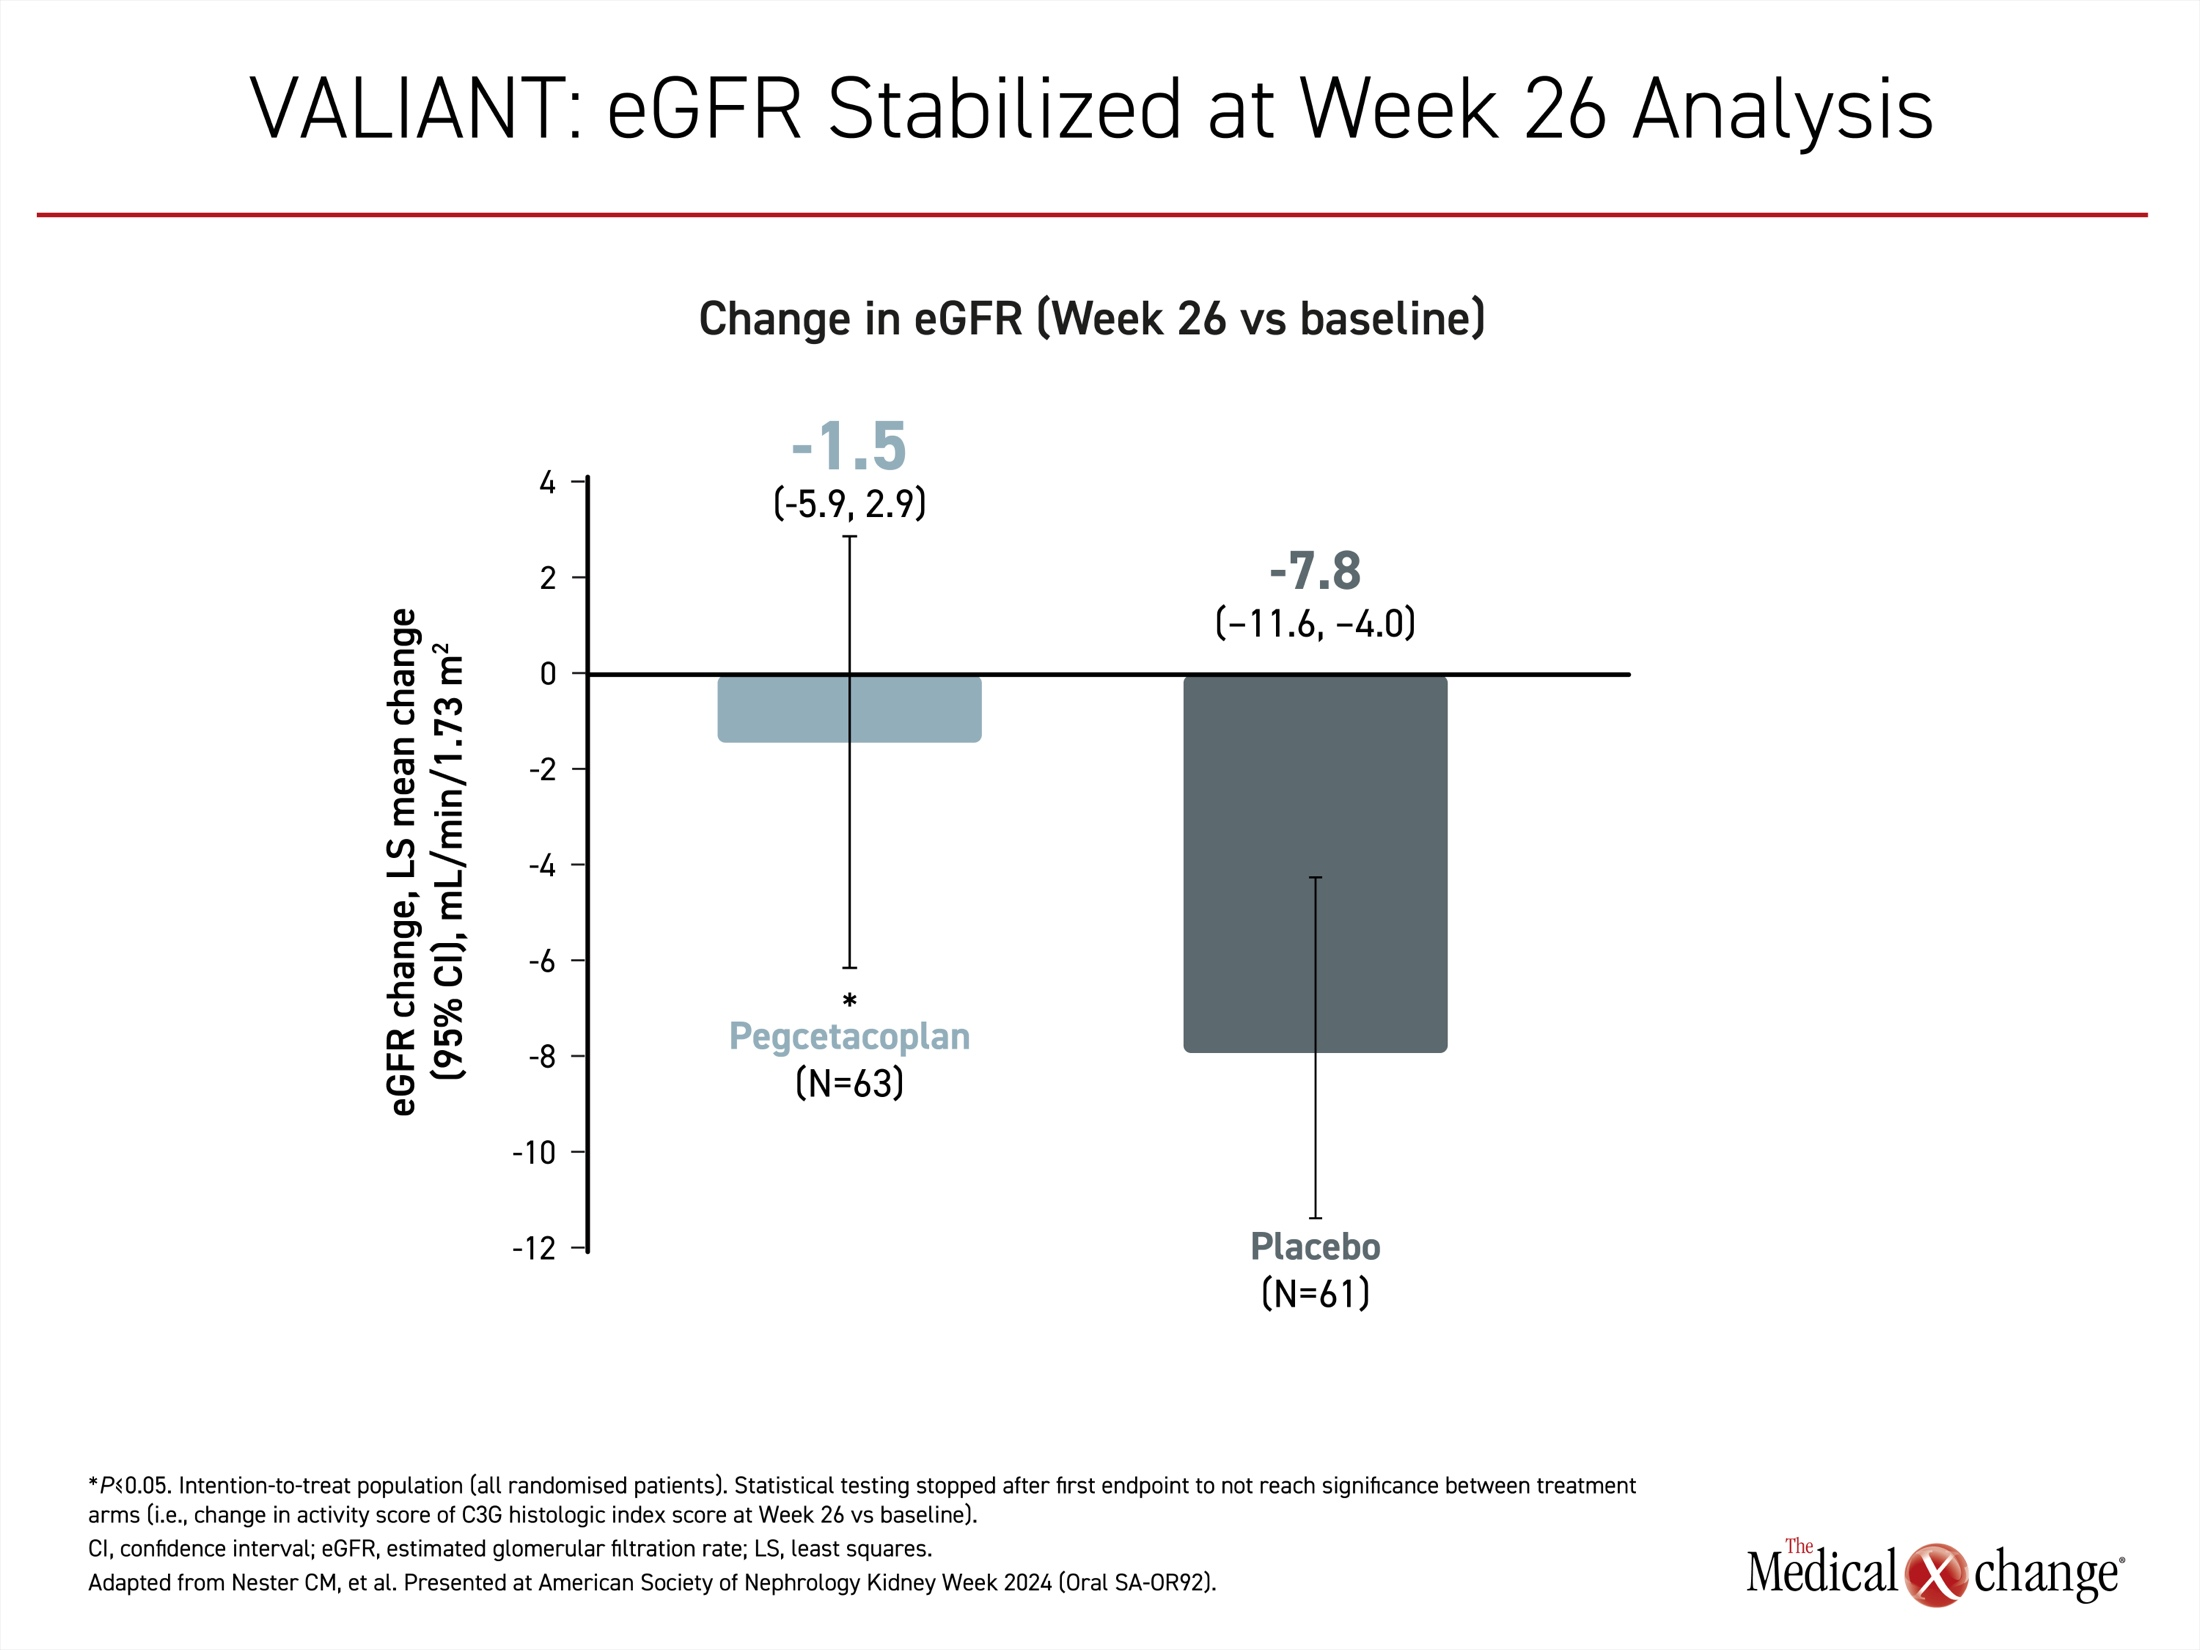 VALIANT: eGFR Stabilized at Week 26 Analysis
Change in eGFR (Week 26 vs baseline)
-1.5
(-5.9, 2.9)
-7.8
(−11.6, −4.0)
4
2
0
-2
-4
-6
-8
-10
-12
eGFR change, LS mean change
(95% CI), mL/min/1.73 m²
*
Pegcetacoplan
(N=63)
Placebo
(N=61)
*P≤0.05. Intention-to-treat population (all randomised patients). Statistical testing stopped after first endpoint to not reach significance between treatment
arms (i.e., change in activity score of C3G histologic index score at Week 26 vs baseline).
CI, confidence interval; eGFR, estimated glomerular filtration rate; LS, least squares.
Adapted from Nester CM, et al. Presented at American Society of Nephrology Kidney Week 2024 (Oral SA-OR92).
The
Medical Xchange®